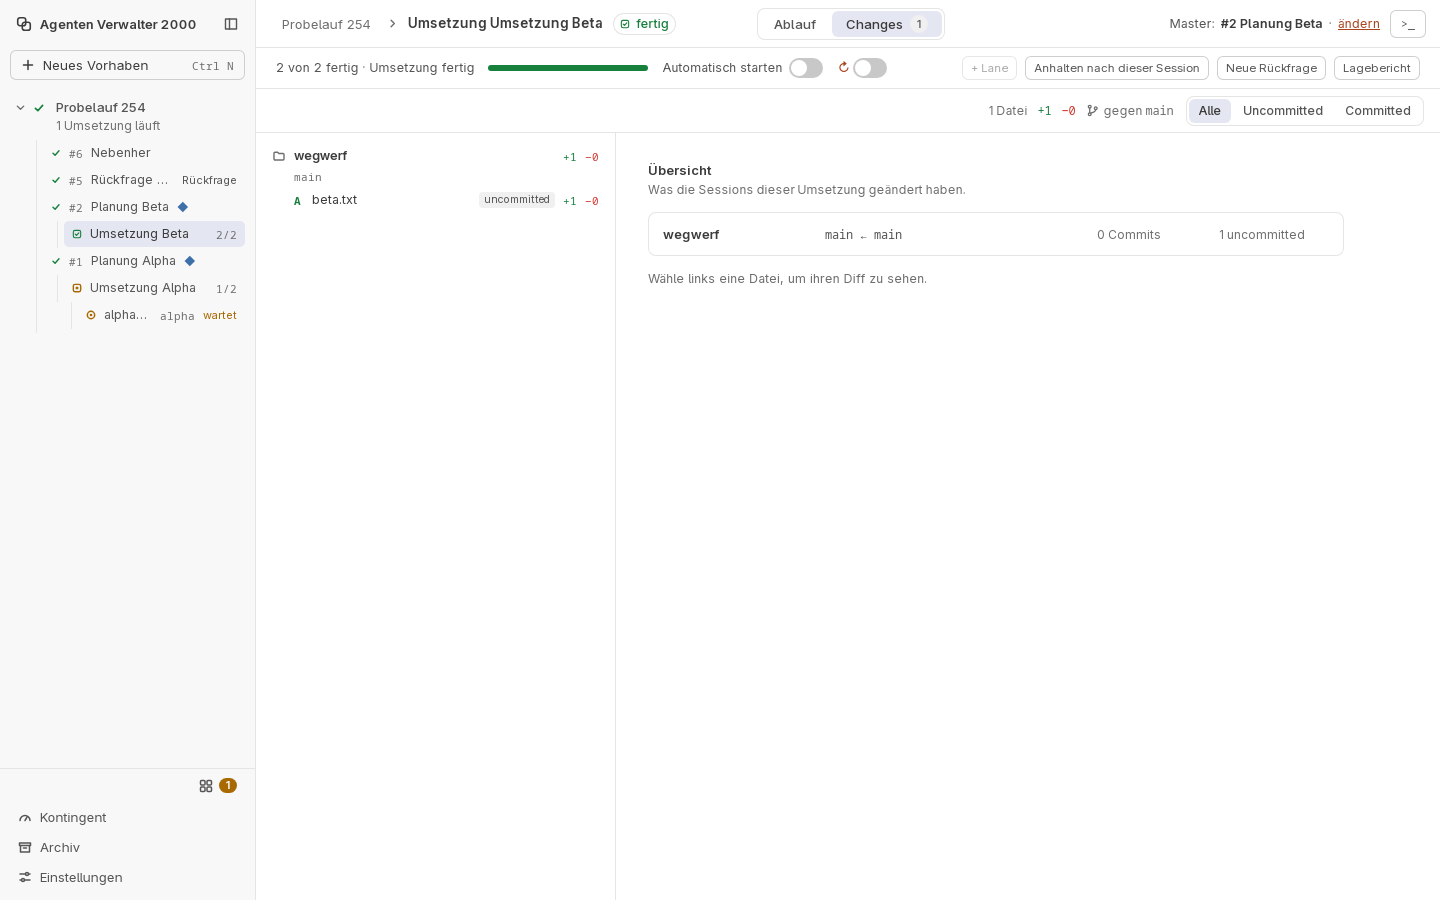 Agenten Verwalter 2000
Neues Vorhaben Ctrl N
Probelauf 254
1 Umsetzung läuft
#6 Nebenher
#5 Rückfrage … Rückfrage
#2 Planung Beta
Umsetzung Beta 2/2
#1 Planung Alpha
Umsetzung Alpha 1/2
alpha… alpha wartet
1
Kontingent
Archiv
Einstellungen
Probelauf 254 Umsetzung Umsetzung Beta fertig
Ablauf Changes 1
Master: #2 Planung Beta · ändern >_
2 von 2 fertig · Umsetzung fertig Automatisch starten
+ Lane Anhalten nach dieser Session Neue Rückfrage Lagebericht
1 Datei +1 −0 gegen main Alle Uncommitted Committed
wegwerf +1 −0
main
A beta.txt uncommitted +1 −0
Übersicht
Was die Sessions dieser Umsetzung geändert haben.
wegwerf main ← main 0 Commits 1 uncommitted
Wähle links eine Datei, um ihren Diff zu sehen.